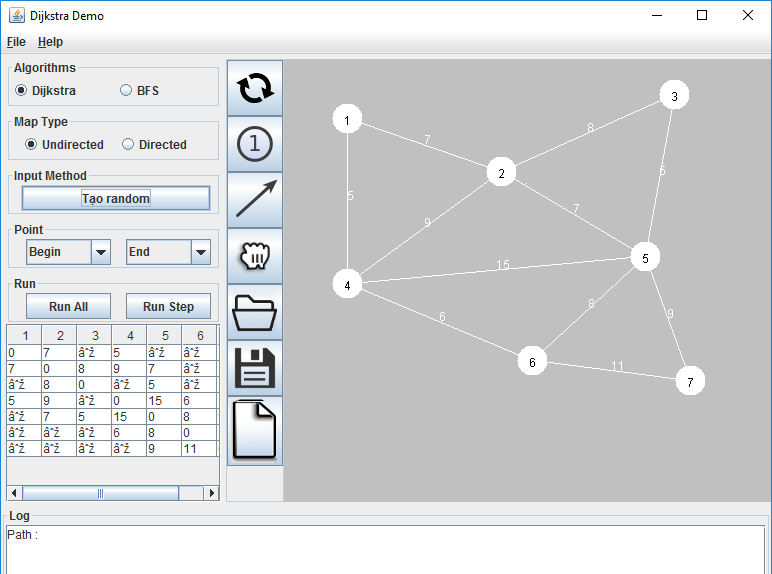 Dijkstra Demo
File Help
Algorithms
Dijkstra BFS
Map Type
Undirected Directed
Input Method
Tạo random
Point
Begin End
Run
Run All Run Step
1 2 3 4 5 6
0 7 âˆž 5 âˆž âˆž
7 0 8 9 7 âˆž
âˆž 8 0 âˆž 5 âˆž
5 9 âˆž 0 15 6
âˆž 7 5 15 0 8
âˆž âˆž âˆž 6 8 0
âˆž âˆž âˆž âˆž 9 11
1
1
3
7
8
2
5
5
9
7
15
5
4
6
8
9
6
11
7
Log
Path :